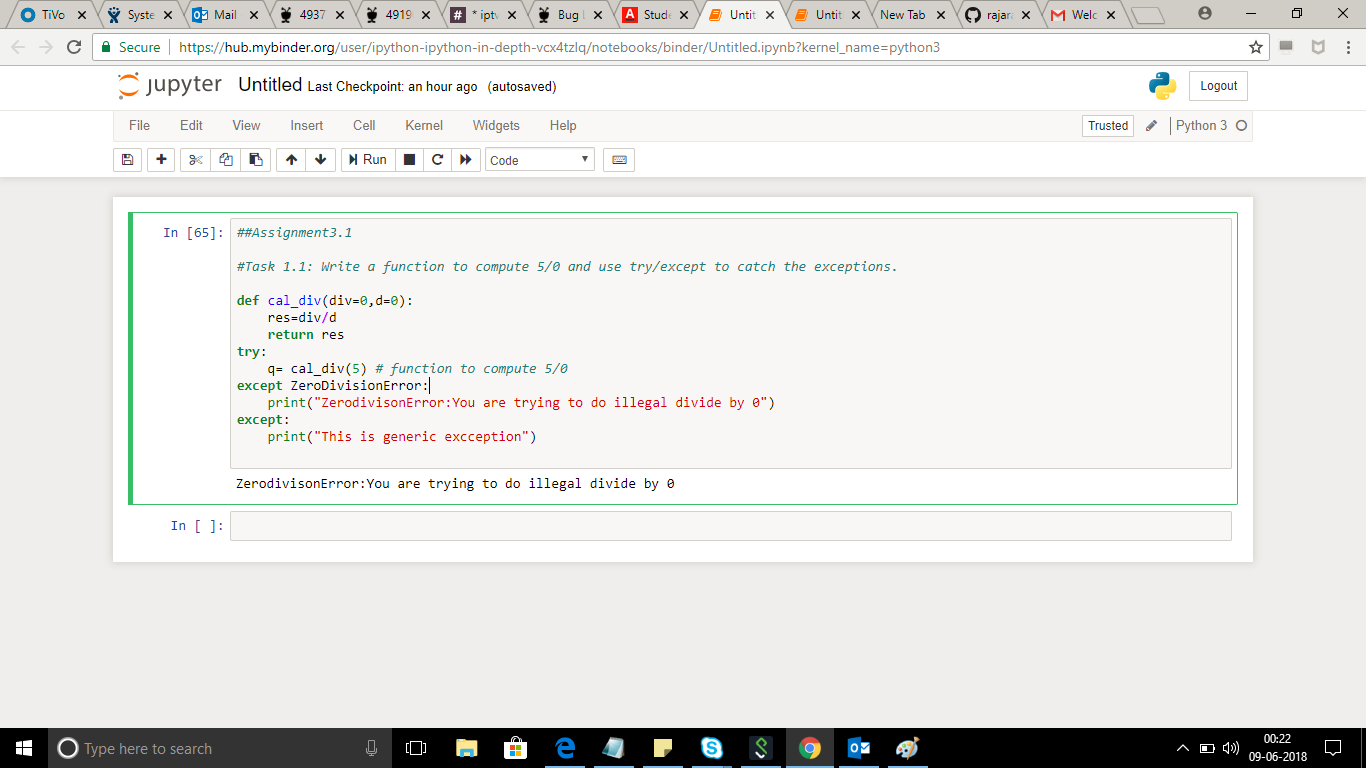 TiVo
Syste
Mail
4937
4919
* ipt
Bug
Stude
Untit
Untit
New Tab
rajara
Welc
Secure
https://hub.mybinder.org/user/ipython-ipython-in-depth-vcx4tzlq/notebooks/binder/Untitled.ipynb?kernel_name=python3
jupyter Untitled Last Checkpoint: an hour ago (autosaved)
Logout
File Edit View Insert Cell Kernel Widgets Help
Trusted
Python 3
Run
Code
In [65]:
##Assignment3.1
#Task 1.1: Write a function to compute 5/0 and use try/except to catch the exceptions.
def cal_div(div=0,d=0):
res=div/d
return res
try:
q= cal_div(5) # function to compute 5/0
except ZeroDivisionError:
print("ZerodivisonError:You are trying to do illegal divide by 0")
except:
print("This is generic excception")
ZerodivisonError:You are trying to do illegal divide by 0
In [ ]:
Type here to search
00:22
09-06-2018